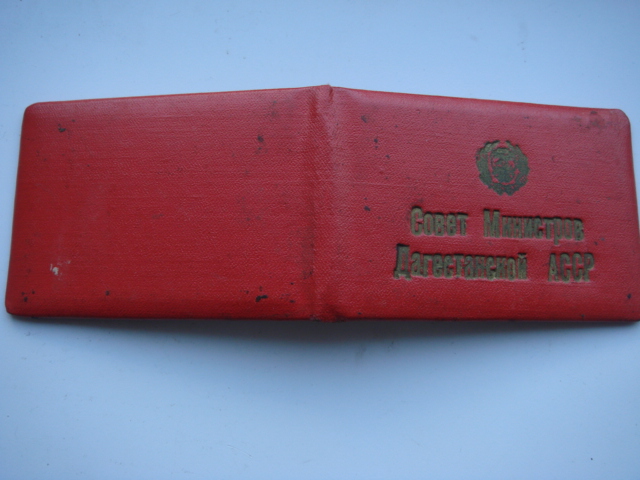 Совет Министров
Дагестанской АССР